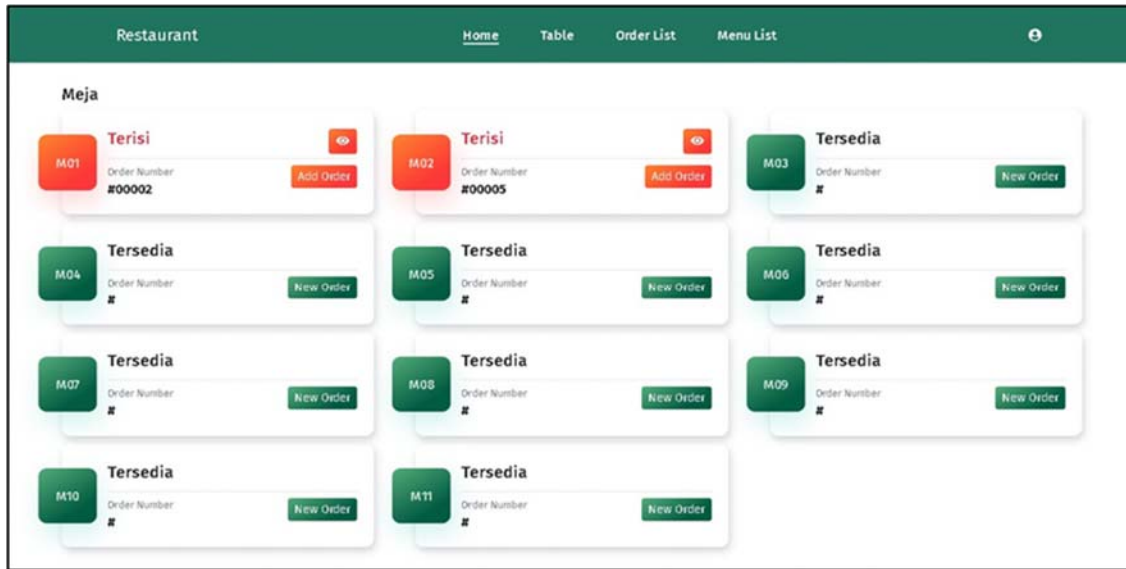 Restaurant Home Table Order List Menu List
Meja
M01
Terisi
Order Number
#00002
Add Order
M02
Terisi
Order Number
#00005
Add Order
M03
Tersedia
Order Number
#
New Order
M04
Tersedia
Order Number
#
New Order
M05
Tersedia
Order Number
#
New Order
M06
Tersedia
Order Number
#
New Order
M07
Tersedia
Order Number
#
New Order
M08
Tersedia
Order Number
#
New Order
M09
Tersedia
Order Number
#
New Order
M10
Tersedia
Order Number
#
New Order
M11
Tersedia
Order Number
#
New Order